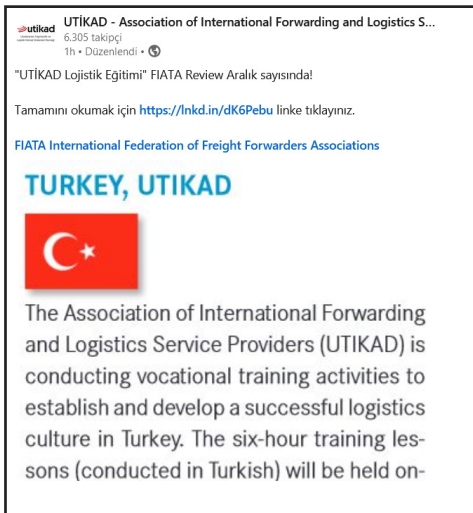 utikad
UTİKAD - Association of International Forwarding and Logistics S...
6.305 takipçi
1h • Düzenlendi •
"UTİKAD Lojistik Eğitimi" FIATA Review Aralık sayısında!
Tamamını okumak için https://lnkd.in/dK6Pebu linke tıklayınız.
FIATA International Federation of Freight Forwarders Associations
TURKEY, UTIKAD
The Association of International Forwarding
and Logistics Service Providers (UTIKAD) is
conducting vocational training activities to
establish and develop a successful logistics
culture in Turkey. The six-hour training les-
sons (conducted in Turkish) will be held on-